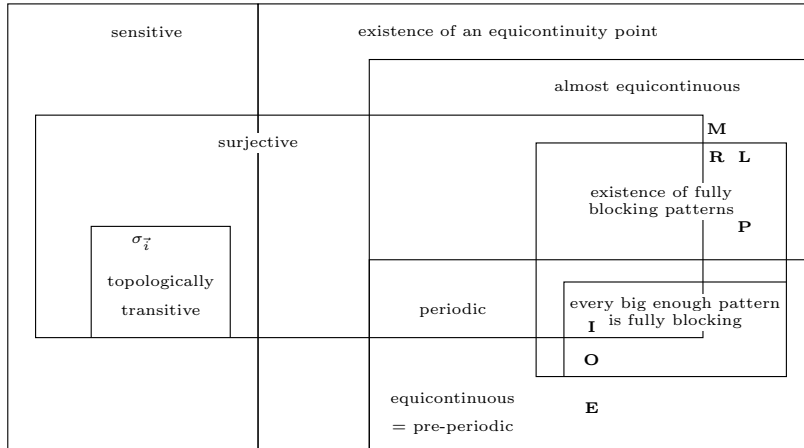 sensitive
existence of an equicontinuity point
almost equicontinuous
M
surjective
R L
existence of fully
blocking patterns
P
σ_i⃗
topologically
transitive
periodic
every big enough pattern
is fully blocking
I
O
equicontinuous
= pre-periodic
E